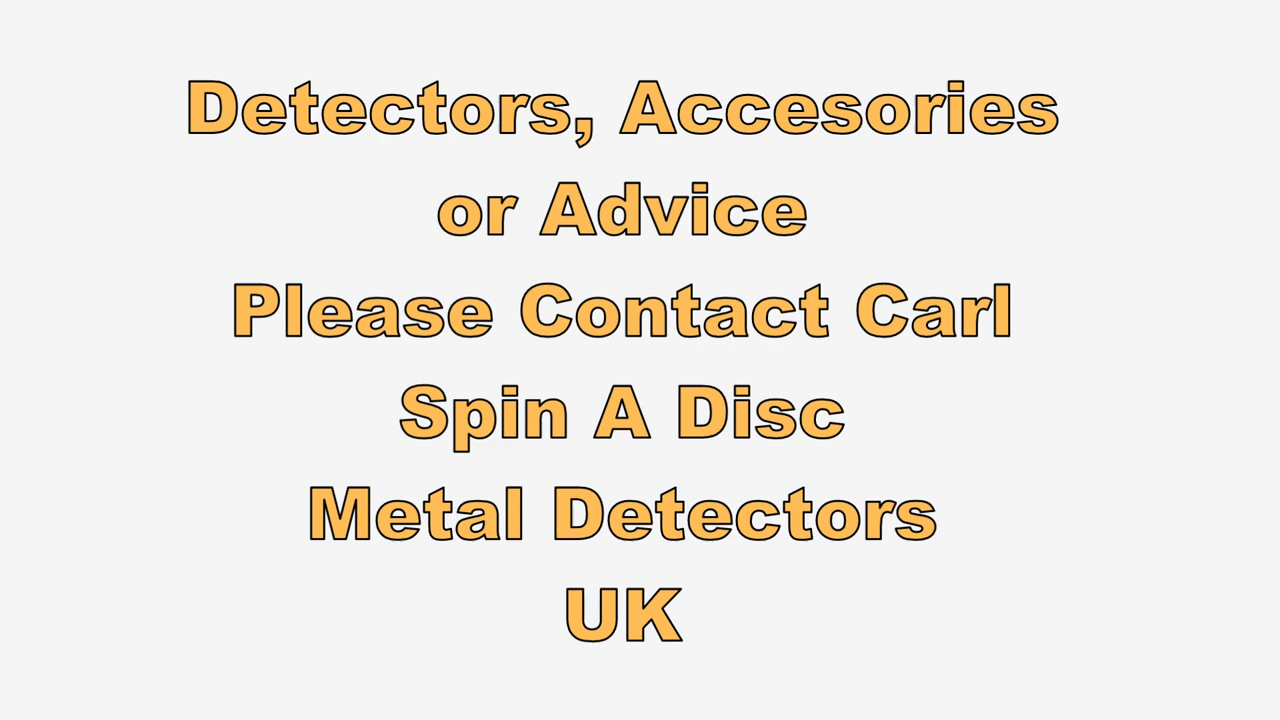 Detectors, Accesories
or Advice
Please Contact Carl
Spin A Disc
Metal Detectors
UK